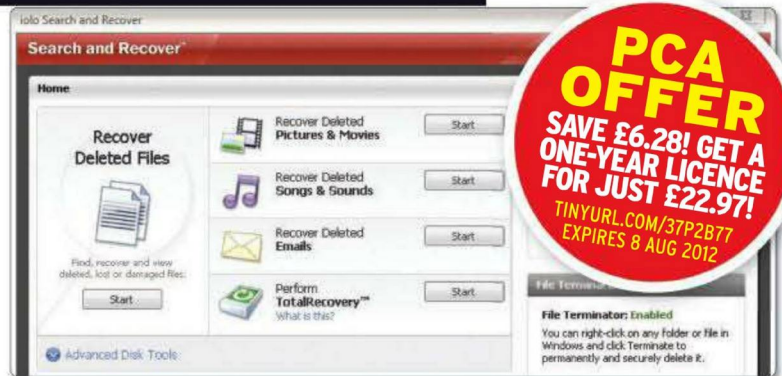 iolo Search and Recover
Search and Recover™
Home
Recover
Deleted Files
Find, recover and view
deleted, lost or damaged files.
Start
Recover Deleted
Pictures & Movies
Start
Recover Deleted
Songs & Sounds
Start
Recover Deleted
Emails
Start
Perform
TotalRecovery™
What is this?
Start
Advanced Disk Tools
PCA
OFFER
SAVE £6.28! GET A
ONE-YEAR LICENCE
FOR JUST £22.97!
TINYURL.COM/37P2B77
EXPIRES 8 AUG 2012
File
File Terminator: Enabled
You can right-click on any folder or file in
Windows and click Terminate to
permanently and securely delete it.